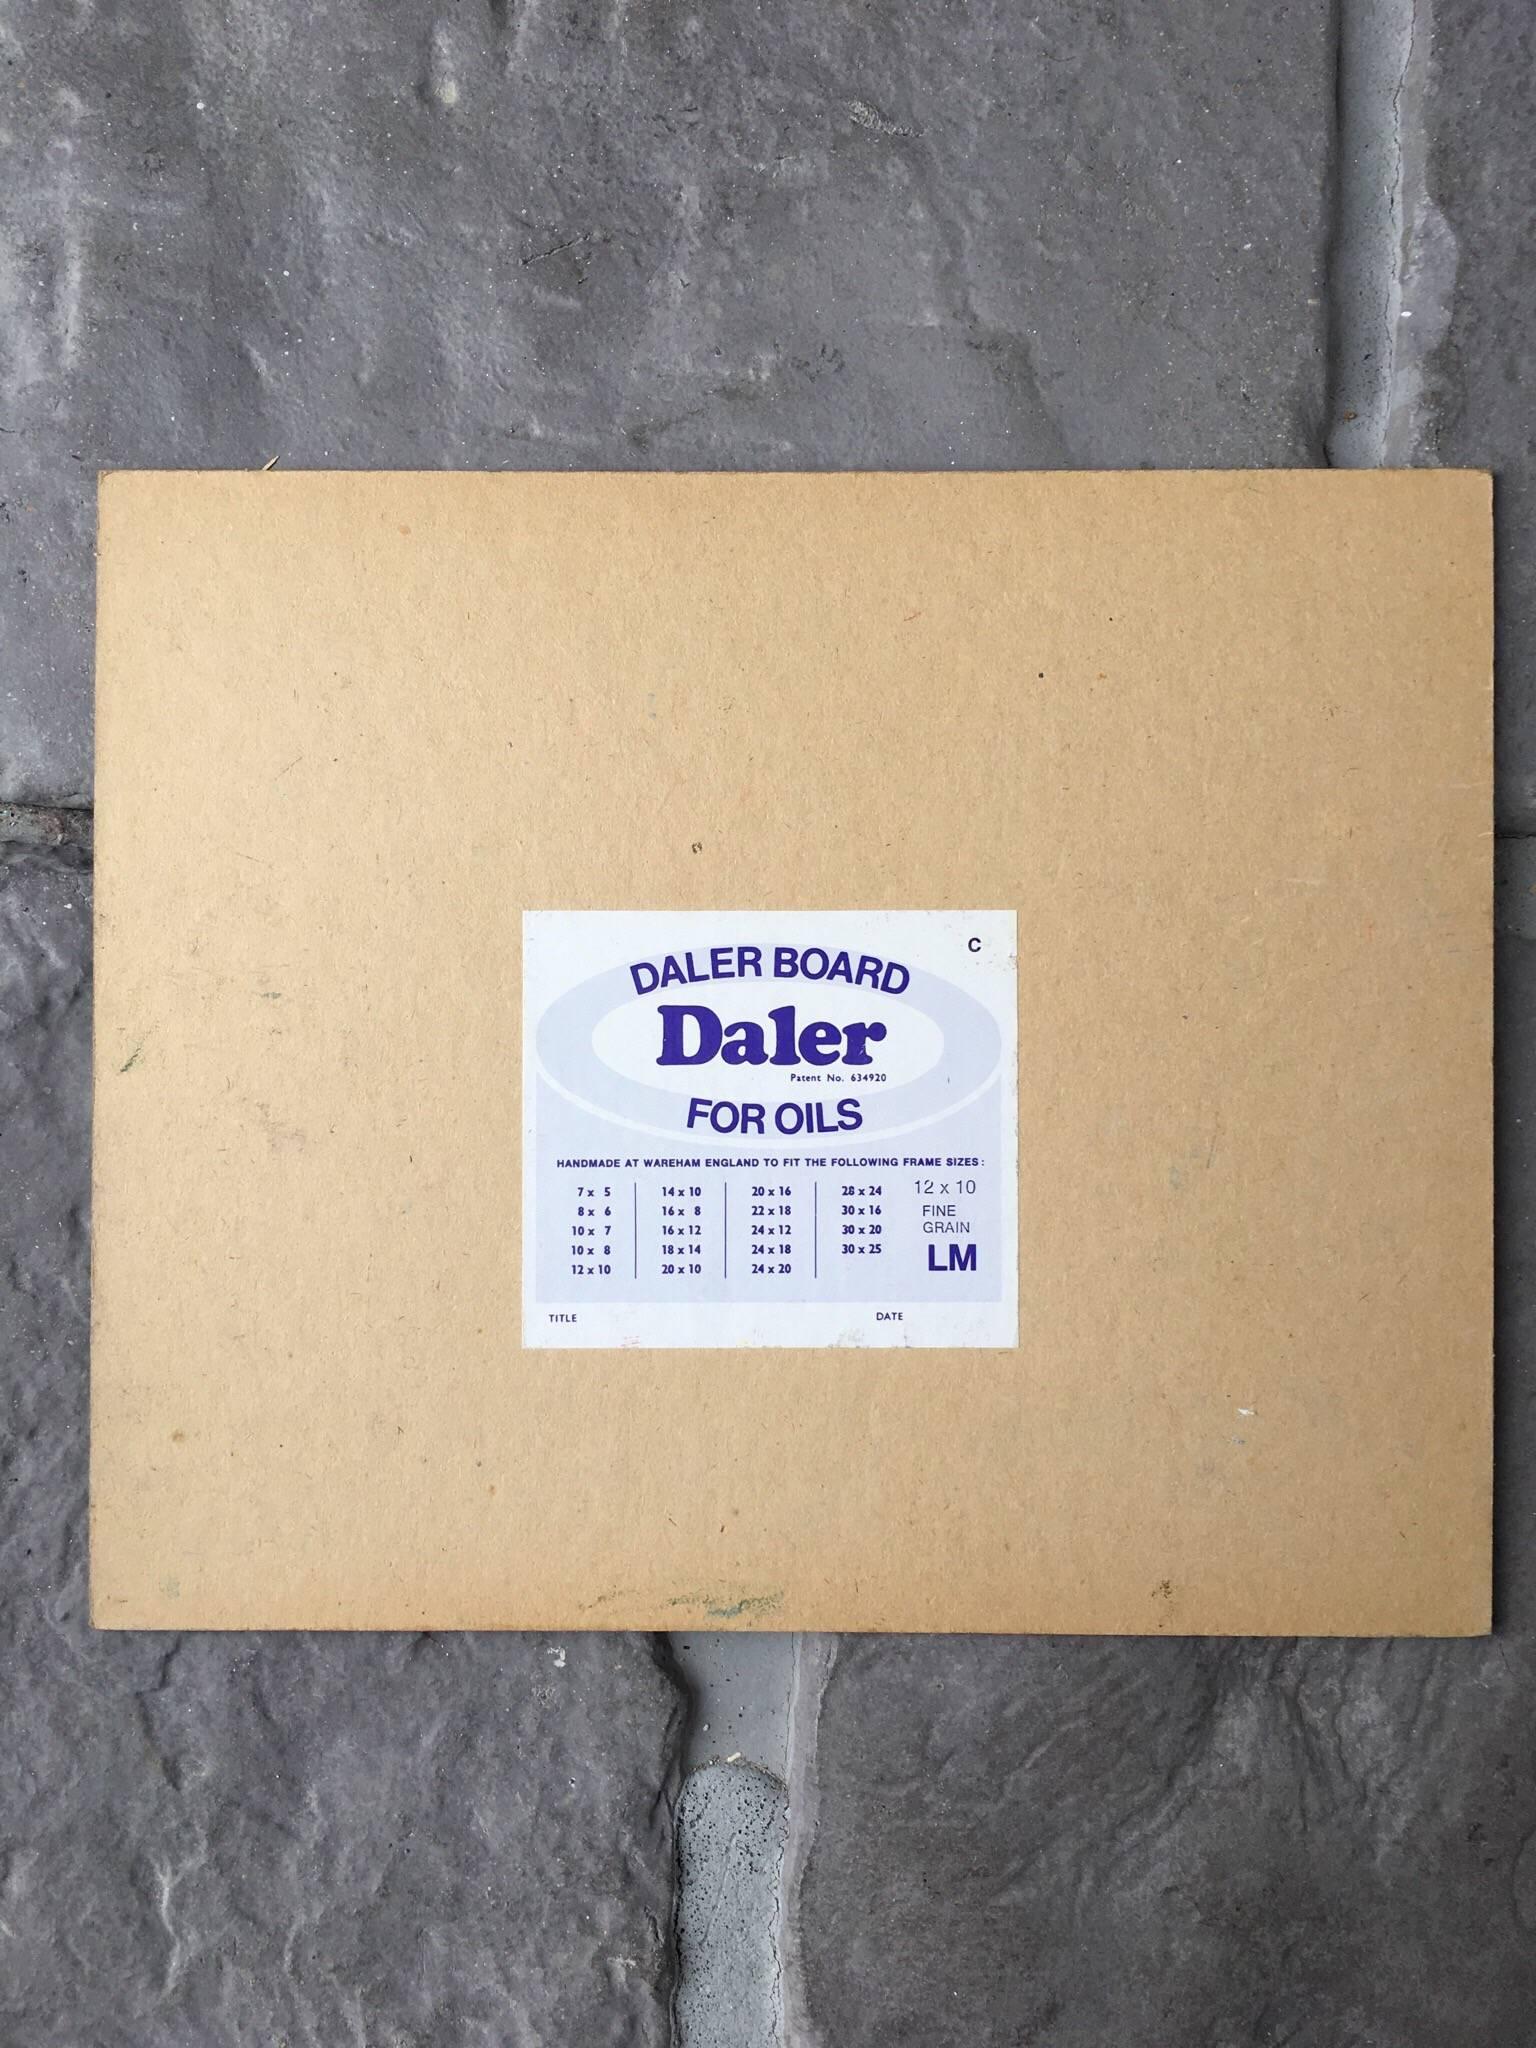 C
DALER BOARD
Daler
Patent No. 634920
FOR OILS
HANDMADE AT WAREHAM ENGLAND TO FIT THE FOLLOWING FRAME SIZES:
7 x 5 14 x 10 20 x 16 28 x 24 12 x 10
8 x 6 16 x 8 22 x 18 30 x 16 FINE
10 x 7 16 x 12 24 x 12 30 x 20 GRAIN
10 x 8 18 x 14 24 x 18 30 x 25 LM
12 x 10 20 x 10 24 x 20
TITLE DATE